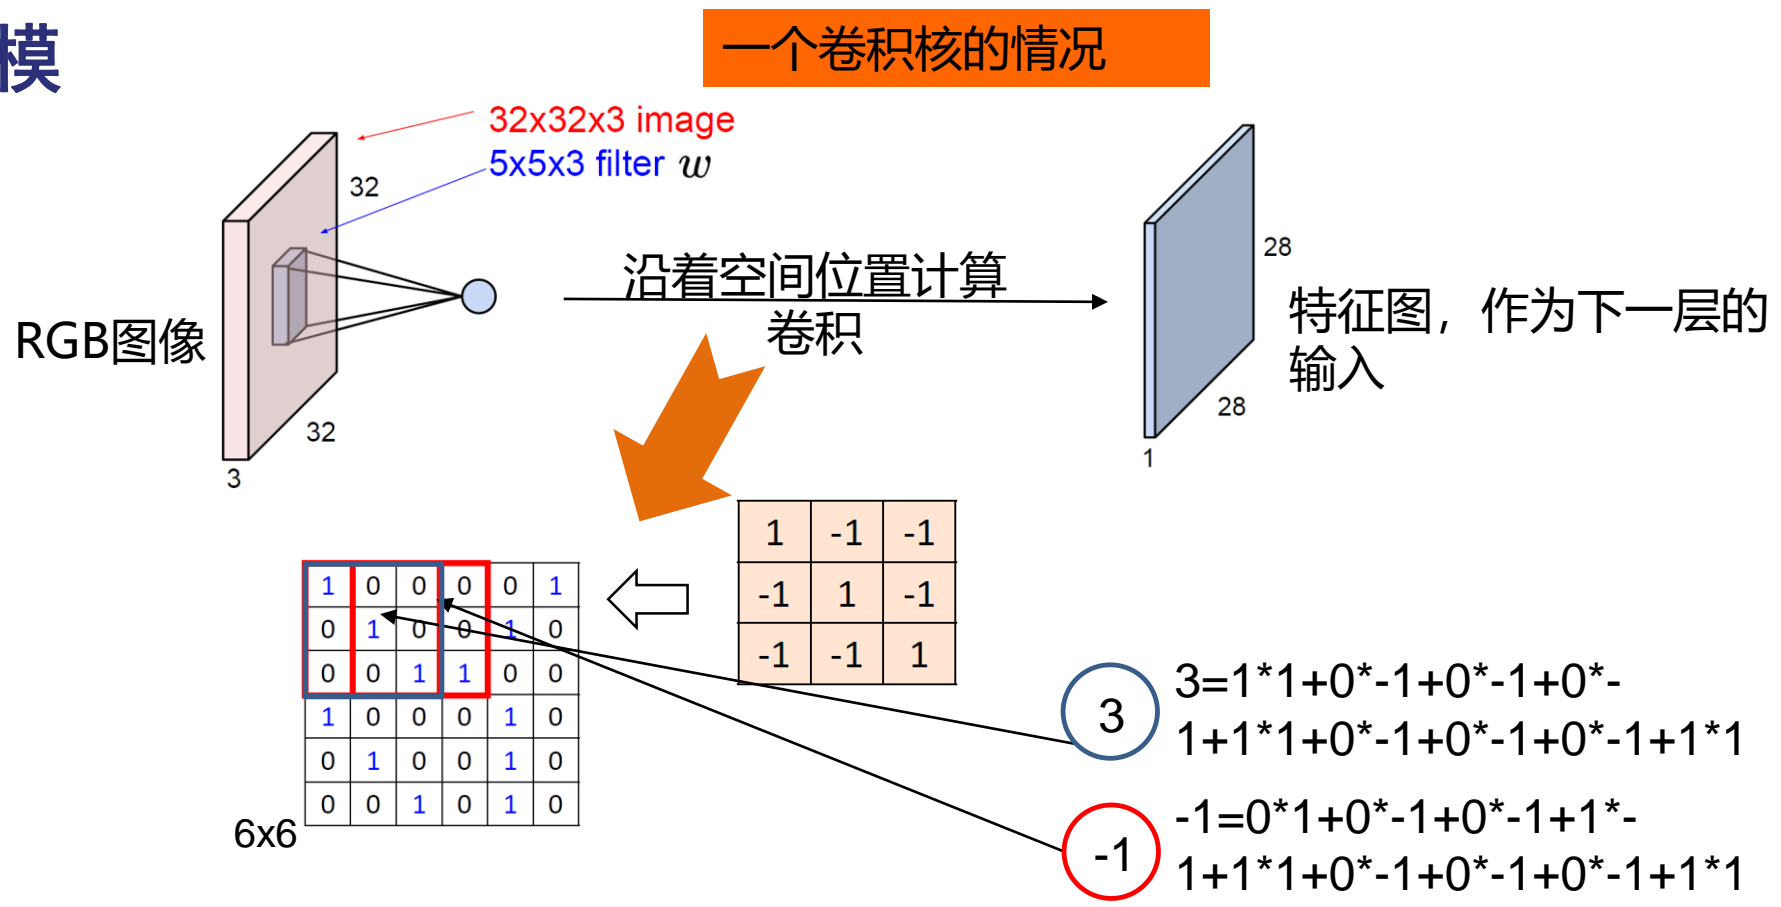 模
一个卷积核的情况
32x32x3 image
5x5x3 filter w
32
32
3
RGB图像
沿着空间位置计算
卷积
28
28
1
特征图，作为下一层的
输入
1 -1 -1
-1 1 -1
-1 -1 1
1 0 0 0 0 1
0 1 0 0 1 0
0 0 1 1 0 0
1 0 0 0 1 0
0 1 0 0 1 0
0 0 1 0 1 0
6x6
3
3=1*1+0*-1+0*-1+0*-
1+1*1+0*-1+0*-1+0*-1+1*1
-1
-1=0*1+0*-1+0*-1+1*-
1+1*1+0*-1+0*-1+0*-1+1*1